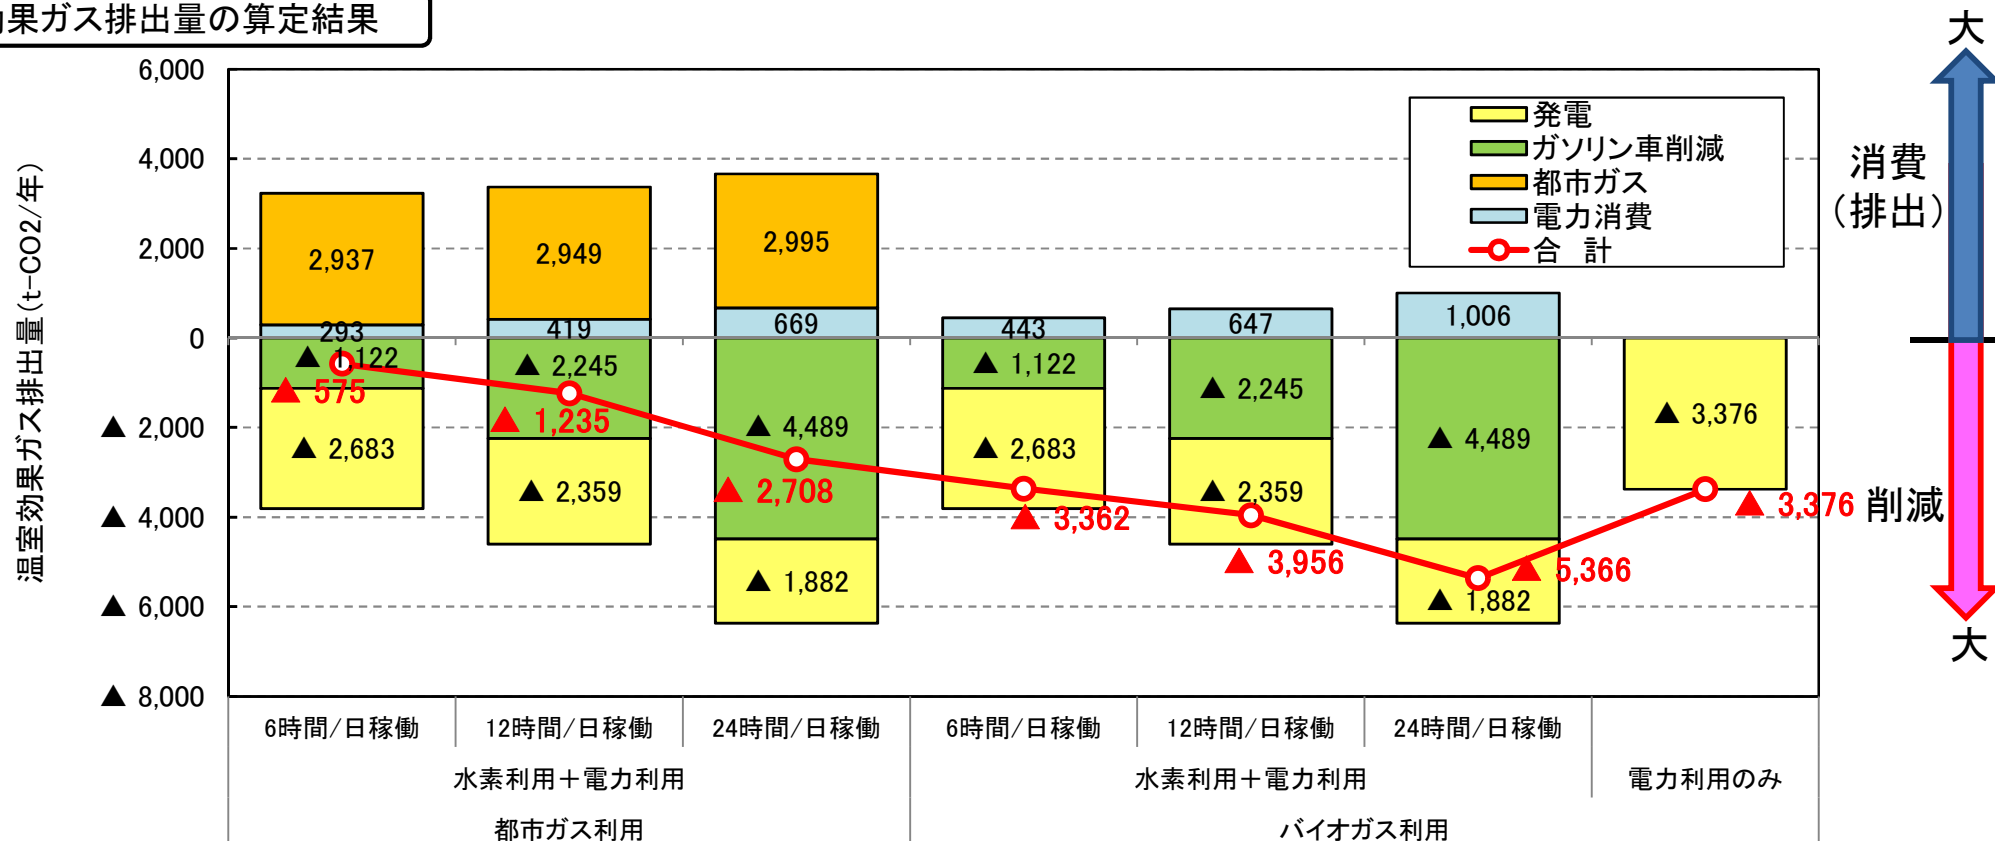 効果ガス排出量の算定結果
大
消費
（排出）
削減
大
温室効果ガス排出量（t-CO2/年）
6,000
4,000
2,000
0
▲ 2,000
▲ 4,000
▲ 6,000
▲ 8,000
発電
ガソリン車削減
都市ガス
電力消費
合　計
2,937
293
▲ 1,122
▲ 575
▲ 2,683
2,949
419
▲ 2,245
▲ 1,235
▲ 2,359
2,995
669
▲ 4,489
▲ 2,708
▲ 1,882
443
▲ 1,122
▲ 2,683
▲ 3,362
647
▲ 2,245
▲ 2,359
▲ 3,956
1,006
▲ 4,489
▲ 5,366
▲ 1,882
▲ 3,376
▲ 3,376
6時間/日稼働
12時間/日稼働
24時間/日稼働
6時間/日稼働
12時間/日稼働
24時間/日稼働
水素利用＋電力利用
水素利用＋電力利用
電力利用のみ
都市ガス利用
バイオガス利用